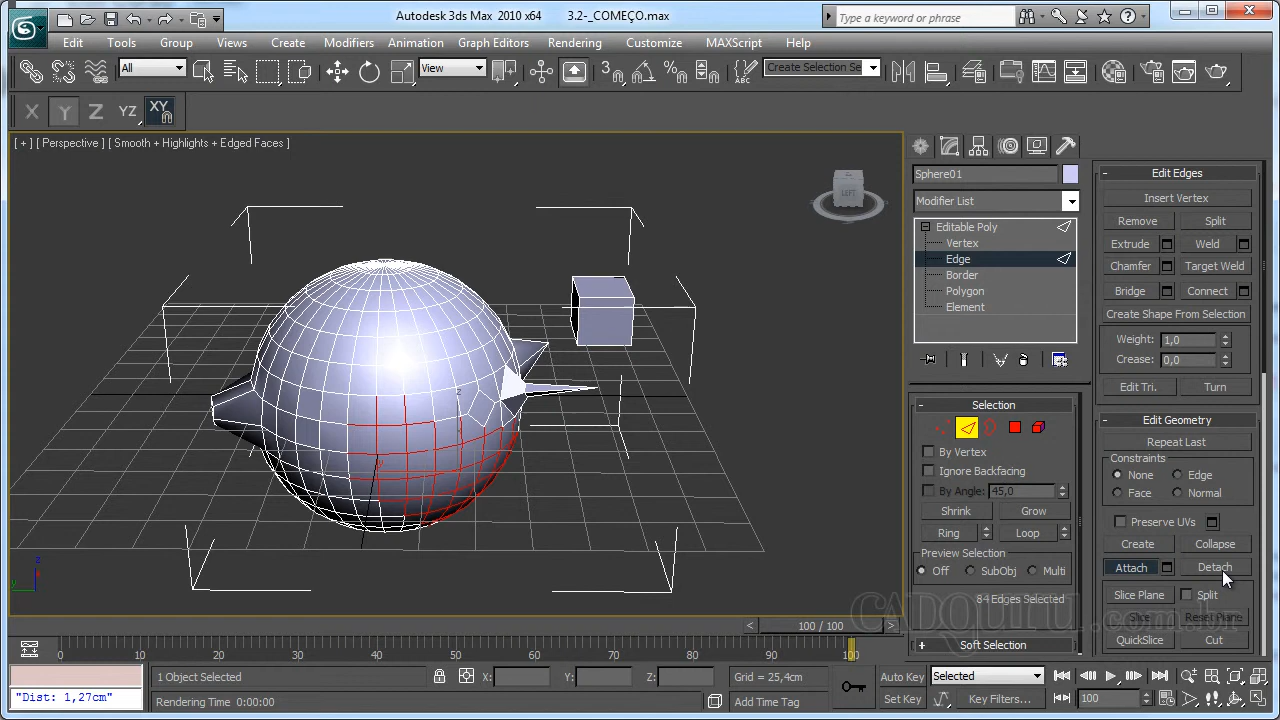 Autodesk 3ds Max 2010 x64 3.2-_COMEÇO.max
Type a keyword or phrase
Edit Tools Group Views Create Modifiers Animation Graph Editors Rendering Customize MAXScript Help
All View Create Selection Se
X Y Z YZ XY
[ + ] [ Perspective ] [ Smooth + Highlights + Edged Faces ]
LEFT
Sphere01
Modifier List
Editable Poly
Vertex
Edge
Border
Polygon
Element
Selection
By Vertex
Ignore Backfacing
By Angle: 45,0
Shrink Grow
Ring Loop
Preview Selection
Off SubObj Multi
84 Edges Selected
Soft Selection
Edit Edges
Insert Vertex
Remove Split
Extrude Weld
Chamfer Target Weld
Bridge Connect
Create Shape From Selection
Weight: 1,0
Crease: 0,0
Edit Tri. Turn
Edit Geometry
Repeat Last
Constraints
None Edge
Face Normal
Preserve UVs
Create Collapse
Attach Detach
Slice Plane Split
Slice Reset Plane
QuickSlice Cut
CADGURU.com.br
z
y
z
y
< 100 / 100 >
0 10 20 30 40 50 60 70 80 90 100
1 Object Selected X: Y: Z: Grid = 25,4cm Auto Key Selected
"Dist: 1,27cm" Rendering Time 0:00:00 Add Time Tag Set Key Key Filters... 100